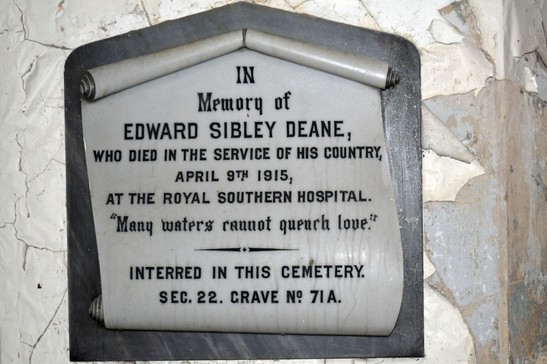 IN
Memory of
EDWARD SIBLEY DEANE,
WHO DIED IN THE SERVICE OF HIS COUNTRY,
APRIL 9TH 1915,
AT THE ROYAL SOUTHERN HOSPITAL.
"Many waters cannot quench love."
INTERRED IN THIS CEMETERY.
SEC. 22. GRAVE No 71A.